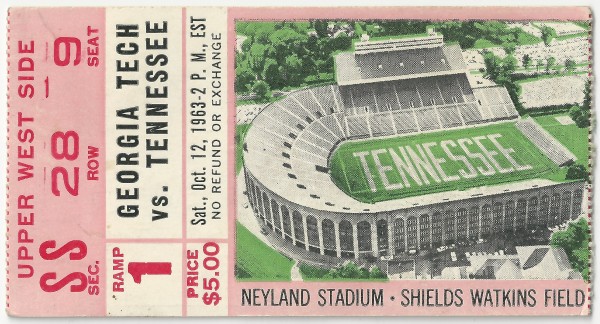 UPPER WEST SIDE
SS 28 9
SEC. ROW SEAT
GEORGIA TECH
vs. TENNESSEE
RAMP
1
Sat., Oct. 12, 1963-2 P. M., EST
NO REFUND OR EXCHANGE
PRICE
$5.00
TENNESSEE
NEYLAND STADIUM • SHIELDS WATKINS FIELD